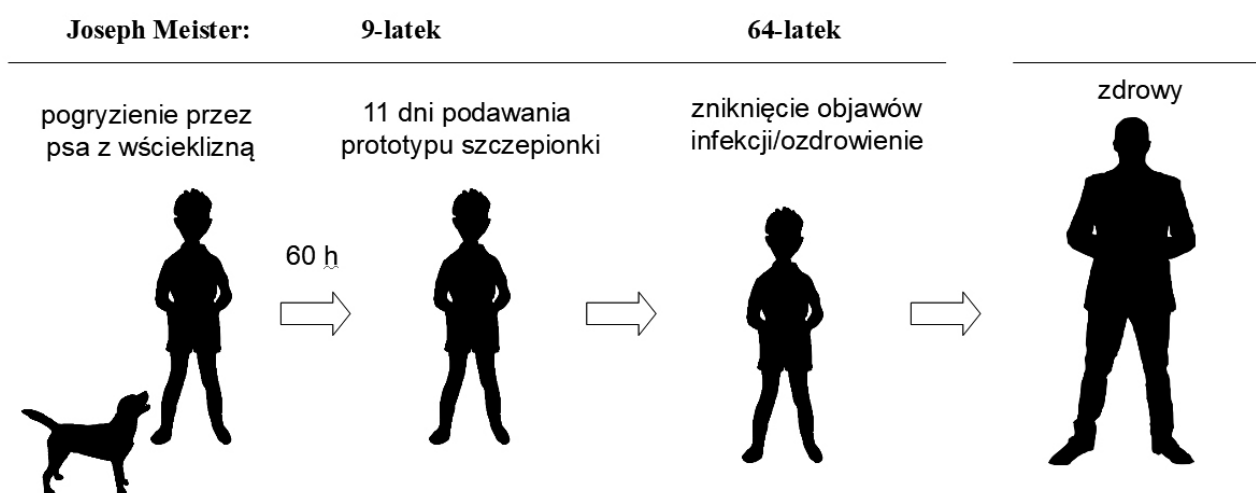 Joseph Meister: 9-latek 64-latek
pogryzienie przez
psa z wścieklizną
11 dni podawania
prototypu szczepionki
zniknięcie objawów
infekcji/ozdrowienie
zdrowy
60 h